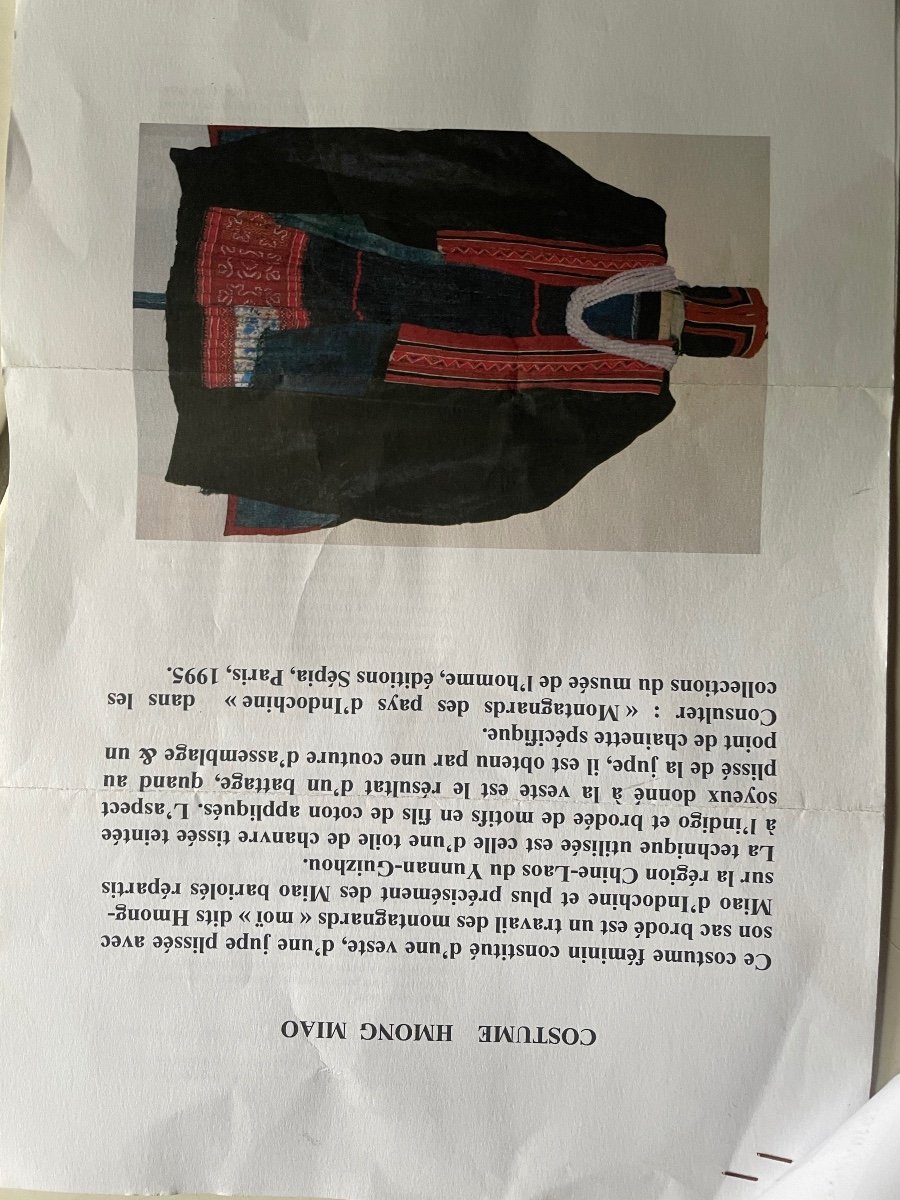 COSTUME HMONG MIAO
Ce costume féminin constitué d'une veste, d'une jupe plissée avec
son sac brodé est un travail des montagnards « moï » dits Hmong-
Miao d'Indochine et plus précisément des Miao bariolés répartis
sur la région Chine-Laos du Yunnan-Guizhou.
La technique utilisée est celle d'une toile de chanvre tissée teintée
à l'indigo et brodée de motifs en fils de coton appliqués. L'aspect
soyeux donné à la veste est le résultat d'un battage, quand au
plissé de la jupe, il est obtenu par une couture d'assemblage & un
point de chainette spécifique.
Consulter : « Montagnards des pays d'Indochine » dans les
collections du musée de l'homme, éditions Sépia, Paris, 1995.